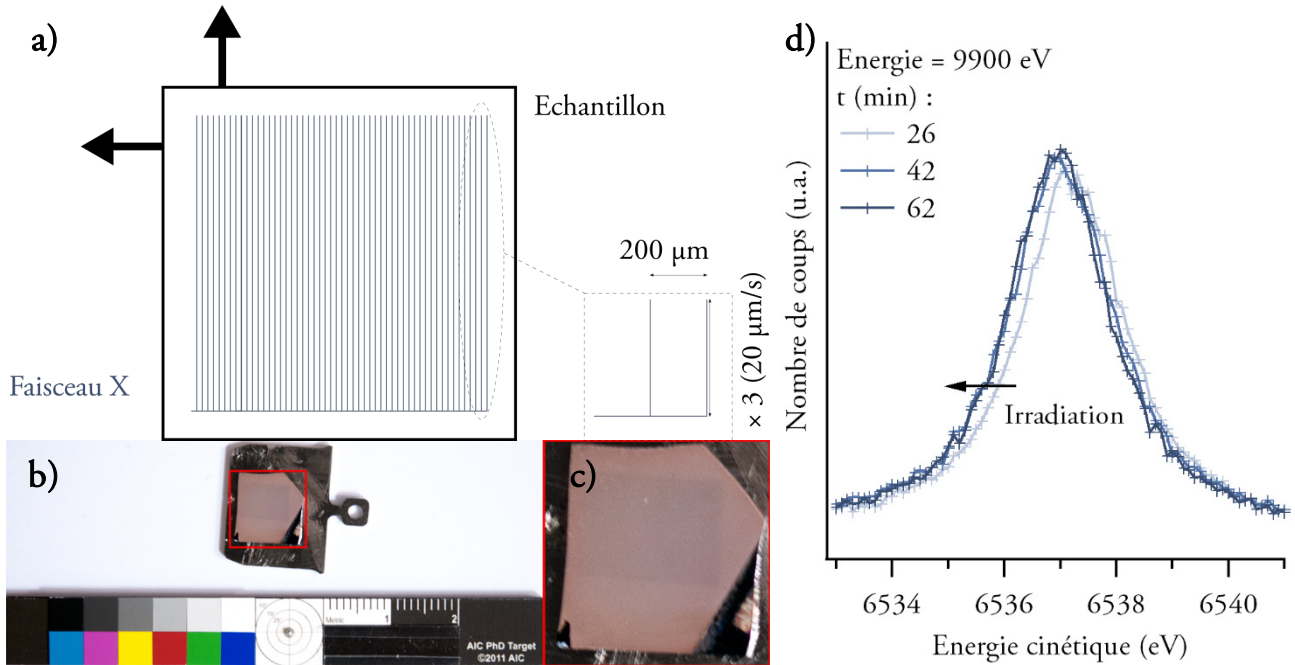 a)
Echantillon
Faisceau X
200 µm
× 3 (20 µm/s)
b)
Metric
1
2
AIC PhD Target
©2011 AIC
c)
d)
Energie = 9900 eV
t (min) :
26
42
62
Nombre de coups (u.a.)
Irradiation
6534
6536
6538
6540
Energie cinétique (eV)